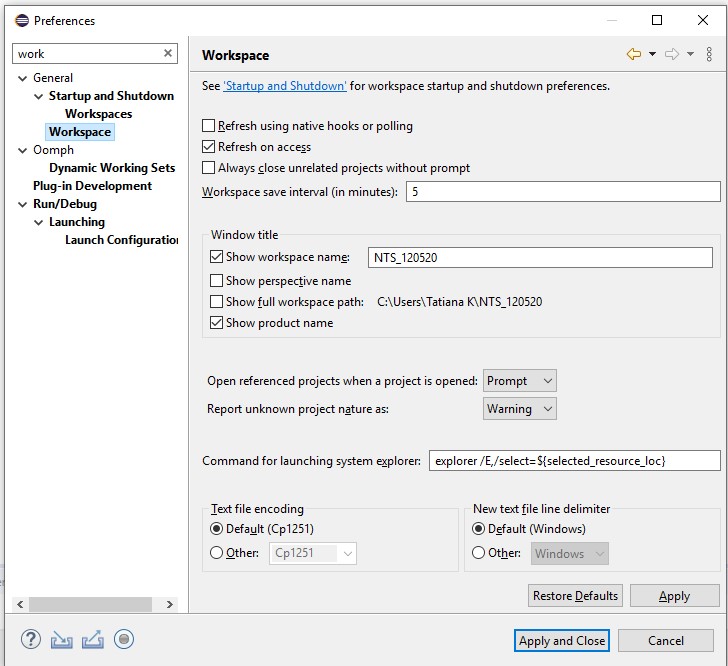 Preferences
work
General
Startup and Shutdown
Workspaces
Workspace
Oomph
Dynamic Working Sets
Plug-in Development
Run/Debug
Launching
Launch Configuratio
Workspace
See 'Startup and Shutdown' for workspace startup and shutdown preferences.
Refresh using native hooks or polling
Refresh on access
Always close unrelated projects without prompt
Workspace save interval (in minutes): 5
Window title
Show workspace name: NTS_120520
Show perspective name
Show full workspace path: C:\Users\Tatiana K\NTS_120520
Show product name
Open referenced projects when a project is opened: Prompt
Report unknown project nature as: Warning
Command for launching system explorer: explorer /E,/select=${selected_resource_loc}
Text file encoding
Default (Cp1251)
Other: Cp1251
New text file line delimiter
Default (Windows)
Other: Windows
Restore Defaults Apply
Apply and Close Cancel